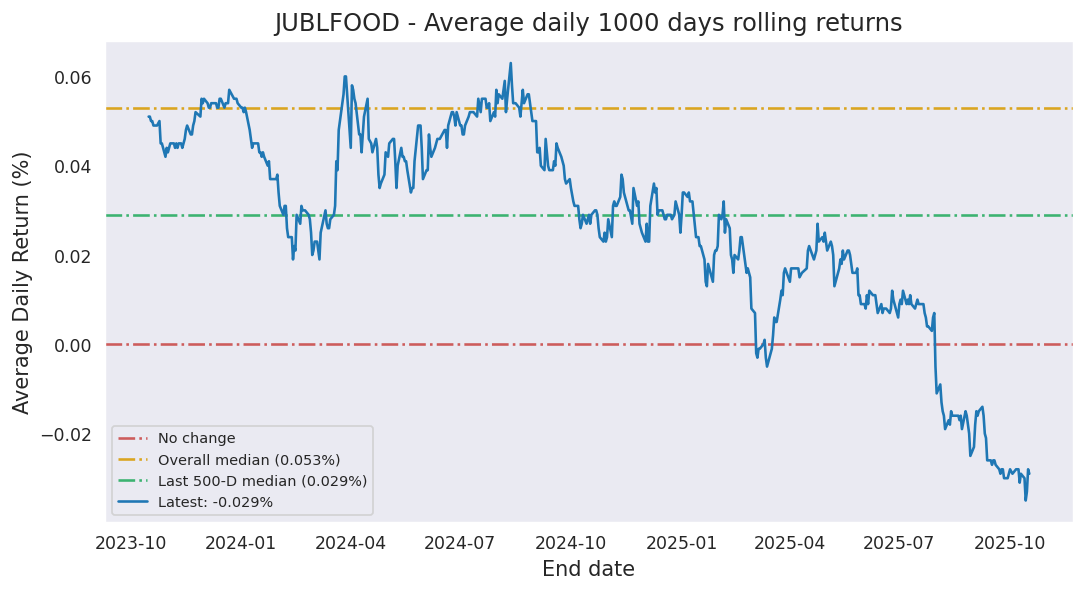 JUBLFOOD - Average daily 1000 days rolling returns
Average Daily Return (%)
0.06
0.04
0.02
0.00
−0.02
No change
Overall median (0.053%)
Last 500-D median (0.029%)
Latest: -0.029%
2023-10 2024-01 2024-04 2024-07 2024-10 2025-01 2025-04 2025-07 2025-10
End date